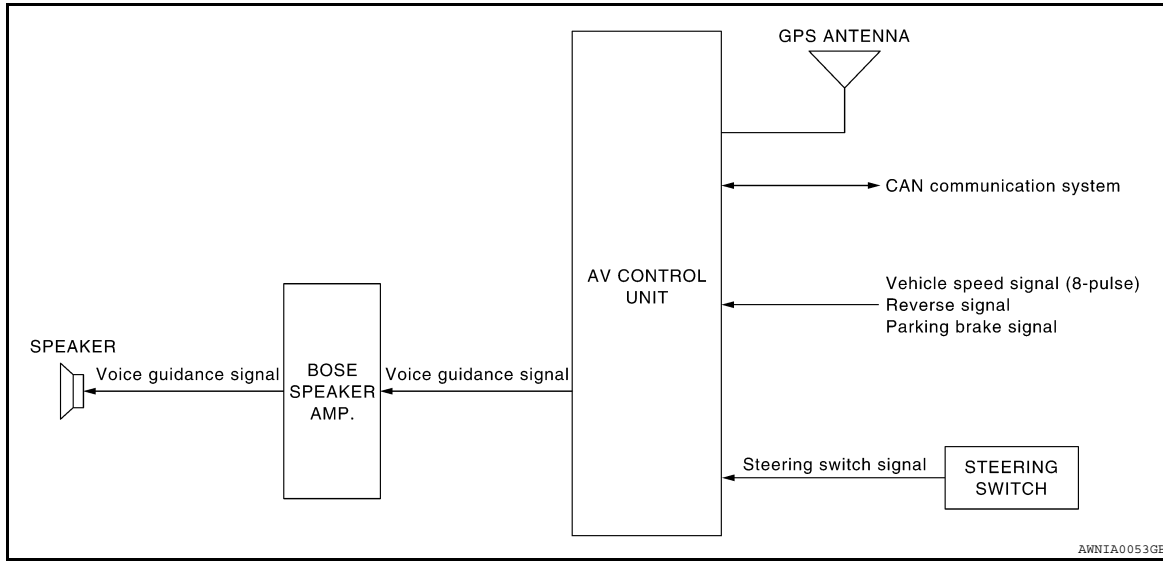 GPS ANTENNA
CAN communication system
AV CONTROL
UNIT
Vehicle speed signal (8-pulse)
Reverse signal
Parking brake signal
SPEAKER
Voice guidance signal
BOSE
SPEAKER
AMP.
Voice guidance signal
Steering switch signal
STEERING
SWITCH
AWNIA0053GB